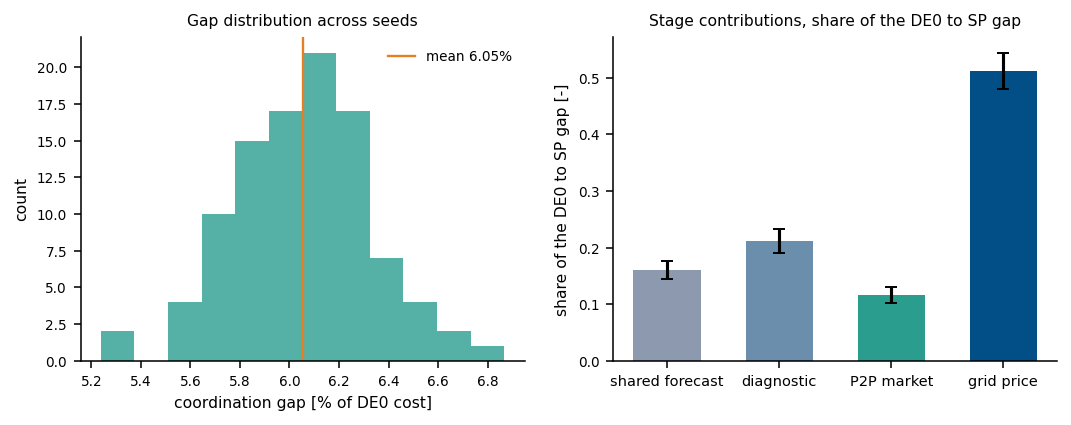 Gap distribution across seeds
mean 6.05%
20.0
17.5
15.0
12.5
10.0
7.5
5.0
2.5
0.0
count
5.2 5.4 5.6 5.8 6.0 6.2 6.4 6.6 6.8
coordination gap [% of DE0 cost]
Stage contributions, share of the DE0 to SP gap
0.5
0.4
0.3
0.2
0.1
0.0
share of the DE0 to SP gap [-]
shared forecast diagnostic P2P market grid price